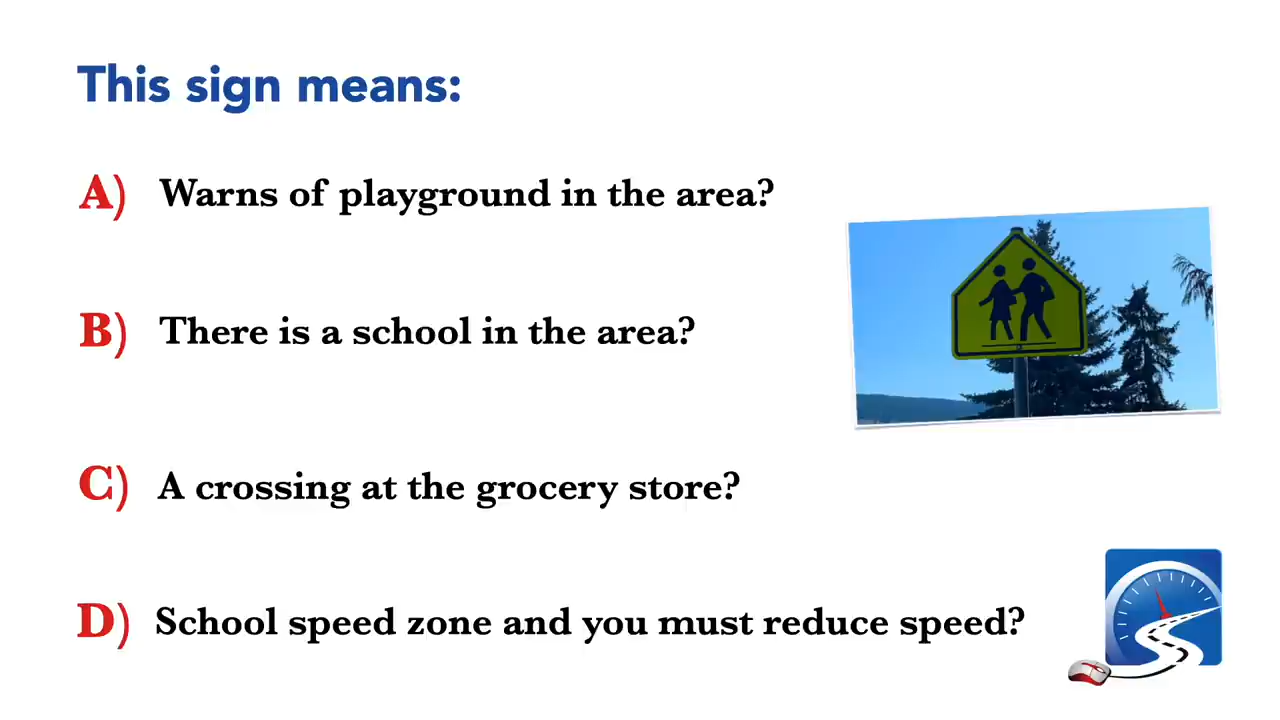 This sign means:
A) Warns of playground in the area?
B) There is a school in the area?
C) A crossing at the grocery store?
D) School speed zone and you must reduce speed?